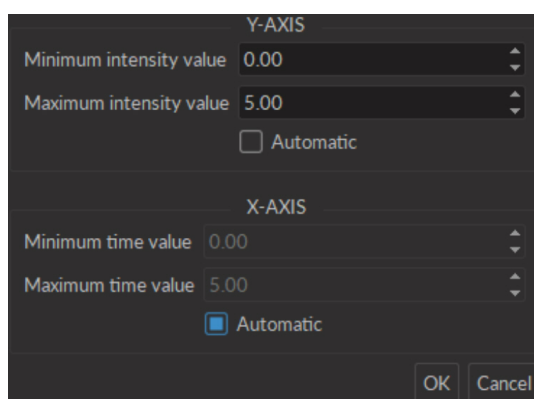 Y-AXIS
Minimum intensity value 0.00
Maximum intensity value 5.00
Automatic
X-AXIS
Minimum time value 0.00
Maximum time value 5.00
Automatic
OK Cancel